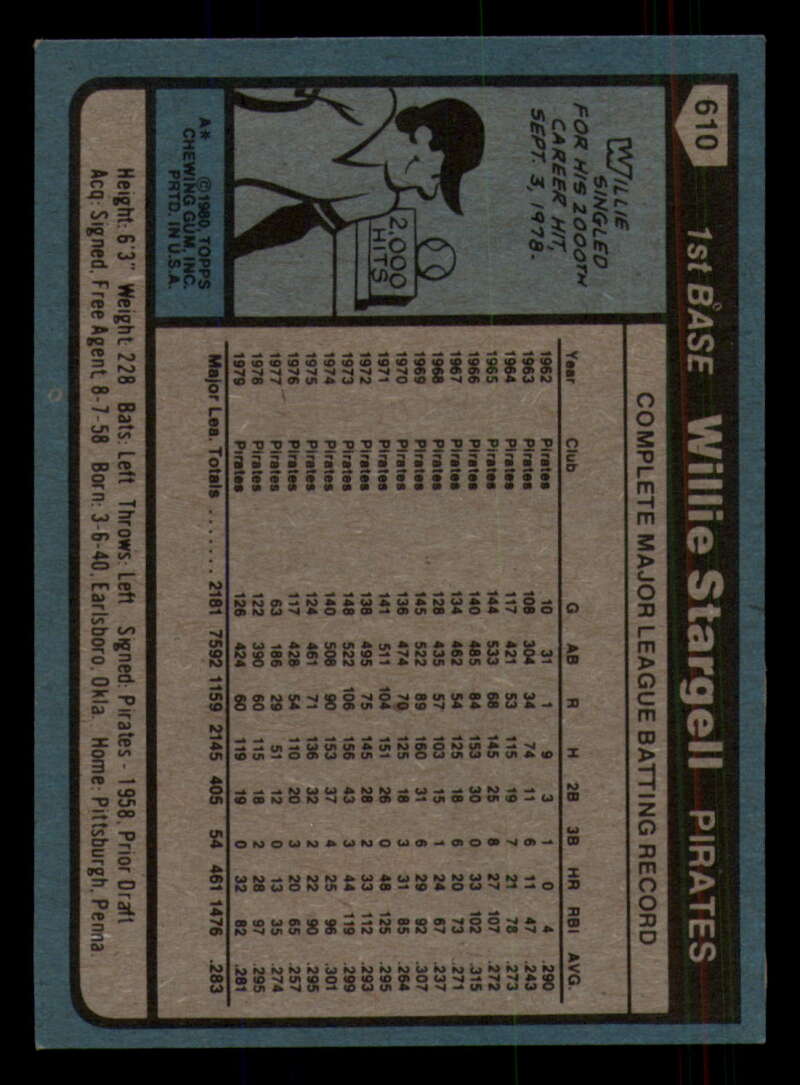 610 1st BASE Willie Stargell PIRATES
WILLIE
SINGLED
FOR HIS 2000TH
CAREER HIT,
SEPT. 3, 1978.
2,000
HITS
A* ©1980 TOPPS
CHEWING GUM, INC.
PRTD. IN U.S.A.
COMPLETE MAJOR LEAGUE BATTING RECORD
Year Club G AB R H 2B 3B HR RBI AVG.
1962 Pirates 10 31 1 9 3 1 0 4 .290
1963 Pirates 108 304 34 74 11 6 11 47 .243
1964 Pirates 117 421 53 115 19 7 21 78 .273
1965 Pirates 144 533 68 145 25 8 27 107 .272
1966 Pirates 140 485 84 153 30 0 33 102 .315
1967 Pirates 134 462 54 125 18 6 20 73 .271
1968 Pirates 128 435 57 103 15 1 24 67 .237
1969 Pirates 145 522 89 160 31 6 29 92 .307
1970 Pirates 136 474 70 125 18 3 31 85 .264
1971 Pirates 141 511 104 151 26 0 48 125 .295
1972 Pirates 138 495 75 145 28 2 33 112 .293
1973 Pirates 148 522 106 156 43 3 44 119 .299
1974 Pirates 140 508 90 153 37 4 25 96 .301
1975 Pirates 124 461 71 136 32 2 22 90 .295
1976 Pirates 117 428 54 110 20 3 20 65 .257
1977 Pirates 63 186 29 51 12 0 13 35 .274
1978 Pirates 122 390 60 115 18 2 28 97 .295
1979 Pirates 126 424 60 119 19 0 32 82 .281
Major Lea. Totals ........ 2181 7592 1159 2145 405 54 461 1476 .283
Height: 6'3" Weight: 228 Bats: Left Throws: Left Signed: Pirates - 1958, Prior Draft
Acq: Signed, Free Agent, 8-7-58 Born: 3-6-40, Earlsboro, Okla. Home: Pittsburgh, Penna.